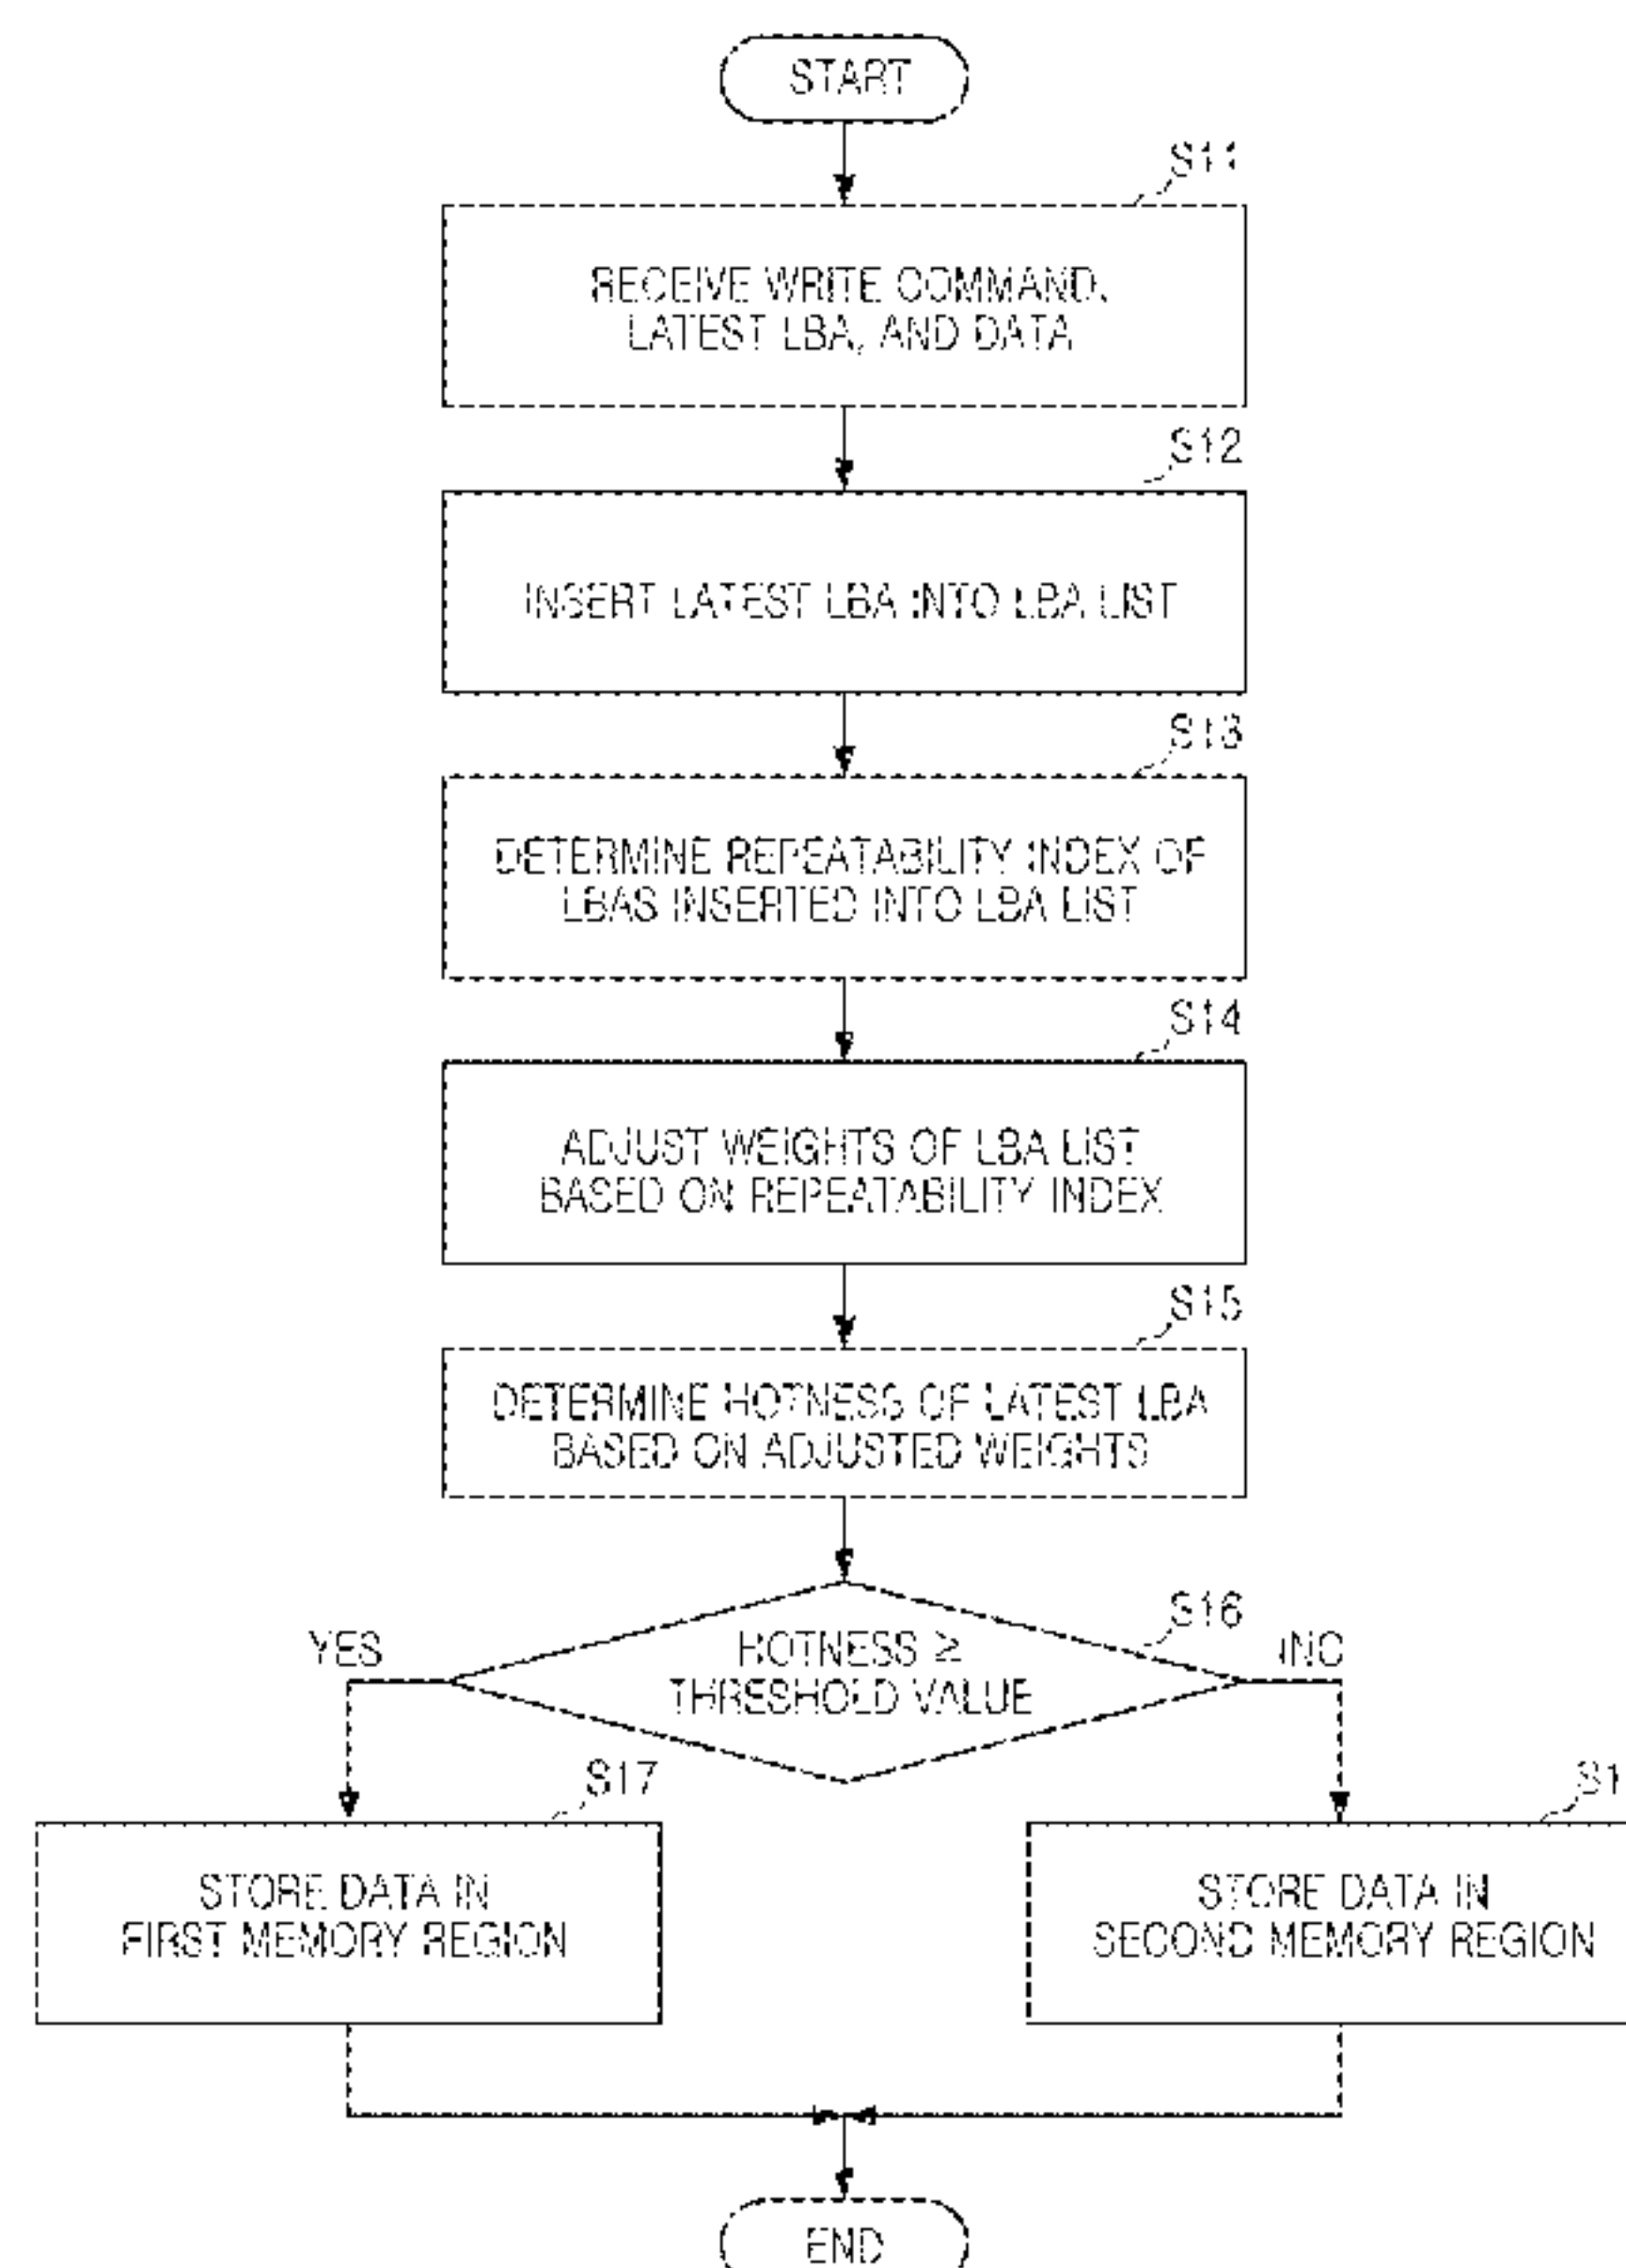 START
S11
RECEIVE WRITE COMMAND,
LATEST LBA, AND DATA
S12
INSERT LATEST LBA INTO LBA LIST
S13
DETERMINE REPEATABILITY INDEX OF
LBAS INSERTED INTO LBA LIST
S14
ADJUST WEIGHTS OF LBA LIST
BASED ON REPEATABILITY INDEX
S15
DETERMINE HOTNESS OF LATEST LBA
BASED ON ADJUSTED WEIGHTS
S16
YES
HOTNESS ≥
THRESHOLD VALUE
NO
S17
S1
STORE DATA IN
FIRST MEMORY REGION
STORE DATA IN
SECOND MEMORY REGION
END